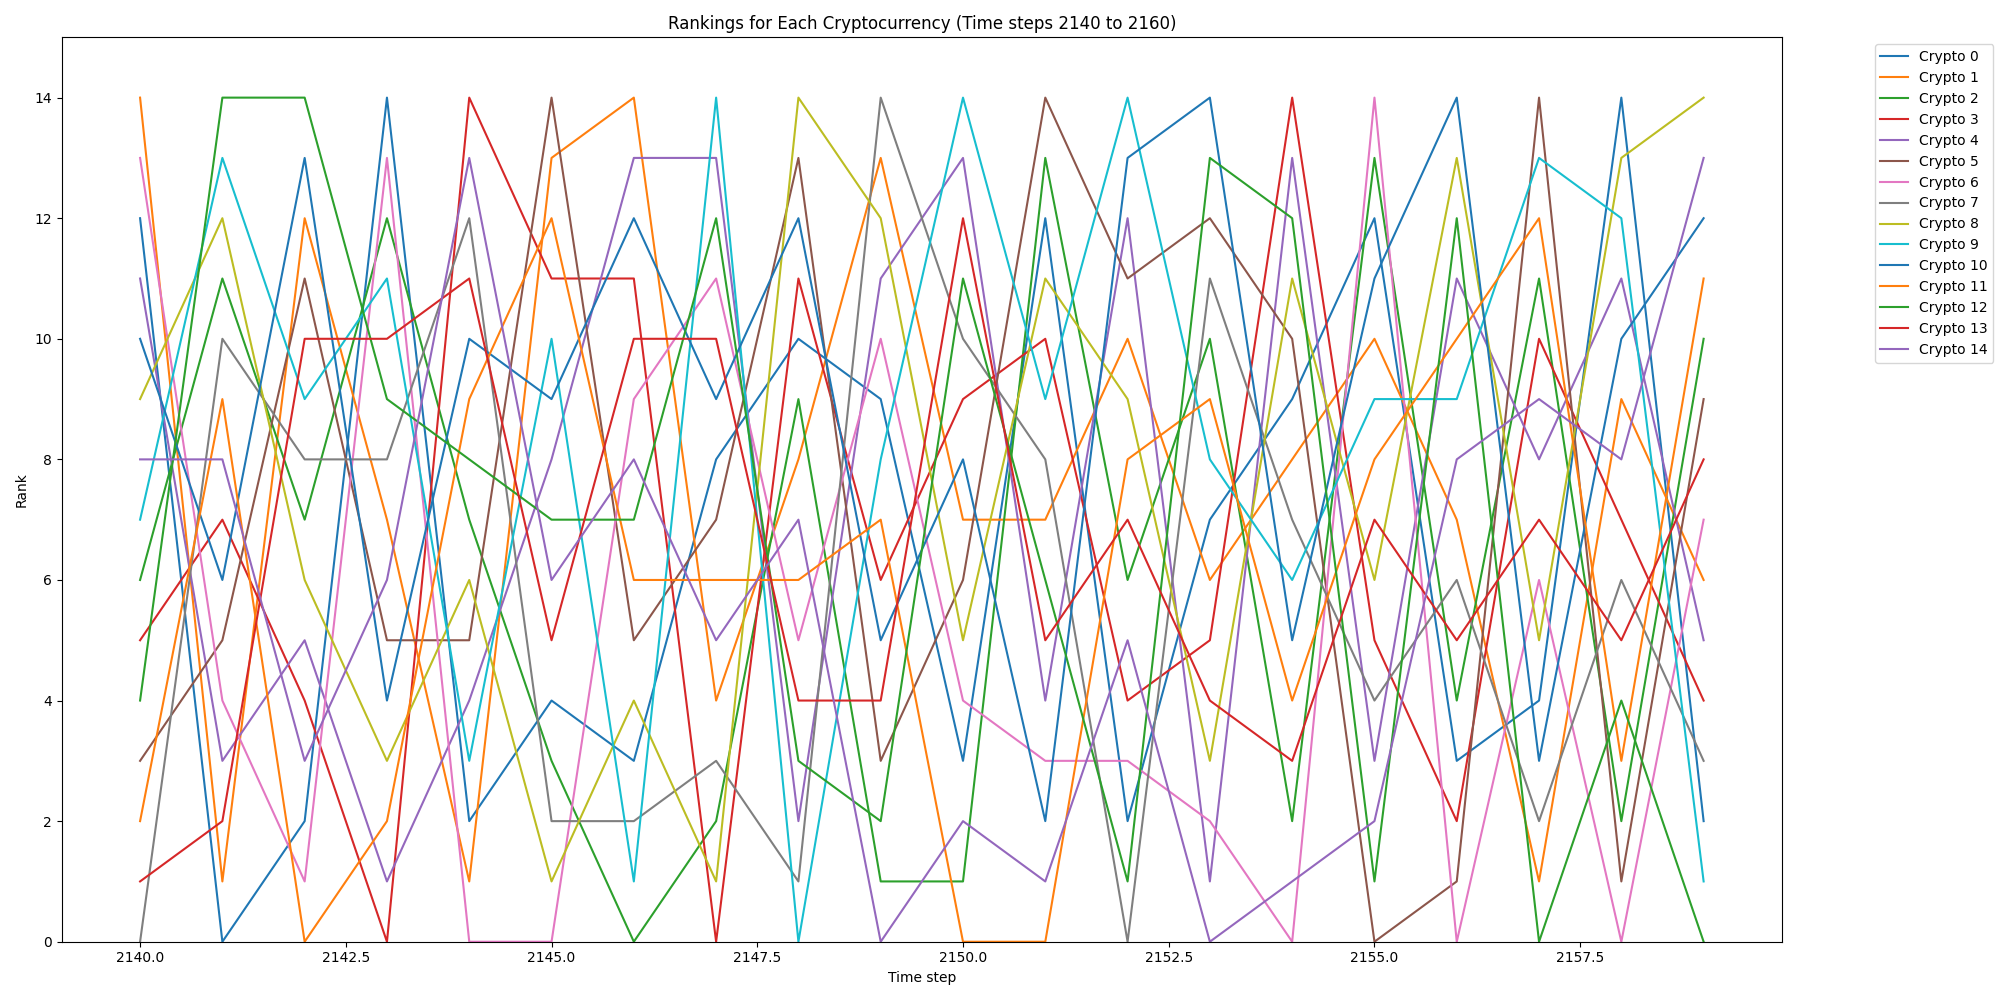 Rankings for Each Cryptocurrency (Time steps 2140 to 2160)
Rank
14
12
10
8
6
4
2
0
2140.0 2142.5 2145.0 2147.5 2150.0 2152.5 2155.0 2157.5
Time step
Crypto 0
Crypto 1
Crypto 2
Crypto 3
Crypto 4
Crypto 5
Crypto 6
Crypto 7
Crypto 8
Crypto 9
Crypto 10
Crypto 11
Crypto 12
Crypto 13
Crypto 14